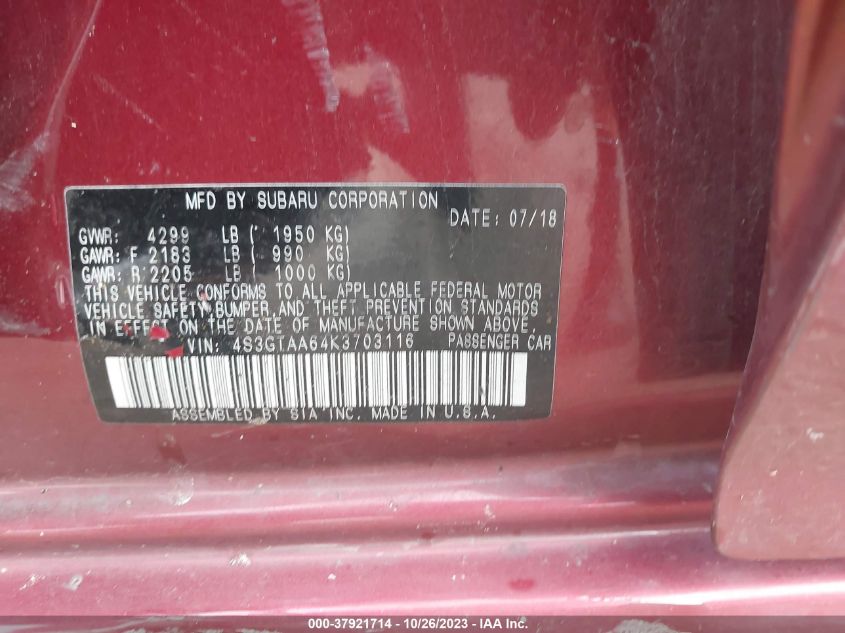 MFD BY SUBARU CORPORATION
DATE: 07/18
GVWR: 4299 LB ( 1950 KG)
GAWR: F 2183 LB ( 990 KG)
GAWR: R 2205 LB ( 1000 KG)
THIS VEHICLE CONFORMS TO ALL APPLICABLE FEDERAL MOTOR
VEHICLE SAFETY, BUMPER, AND THEFT PREVENTION STANDARDS
IN EFFECT ON THE DATE OF MANUFACTURE SHOWN ABOVE.
VIN: 4S3GTAA64K3703116 PASSENGER CAR
ASSEMBLED BY SIA INC. MADE IN U.S.A.
000-37921714 - 10/26/2023 - IAA Inc.